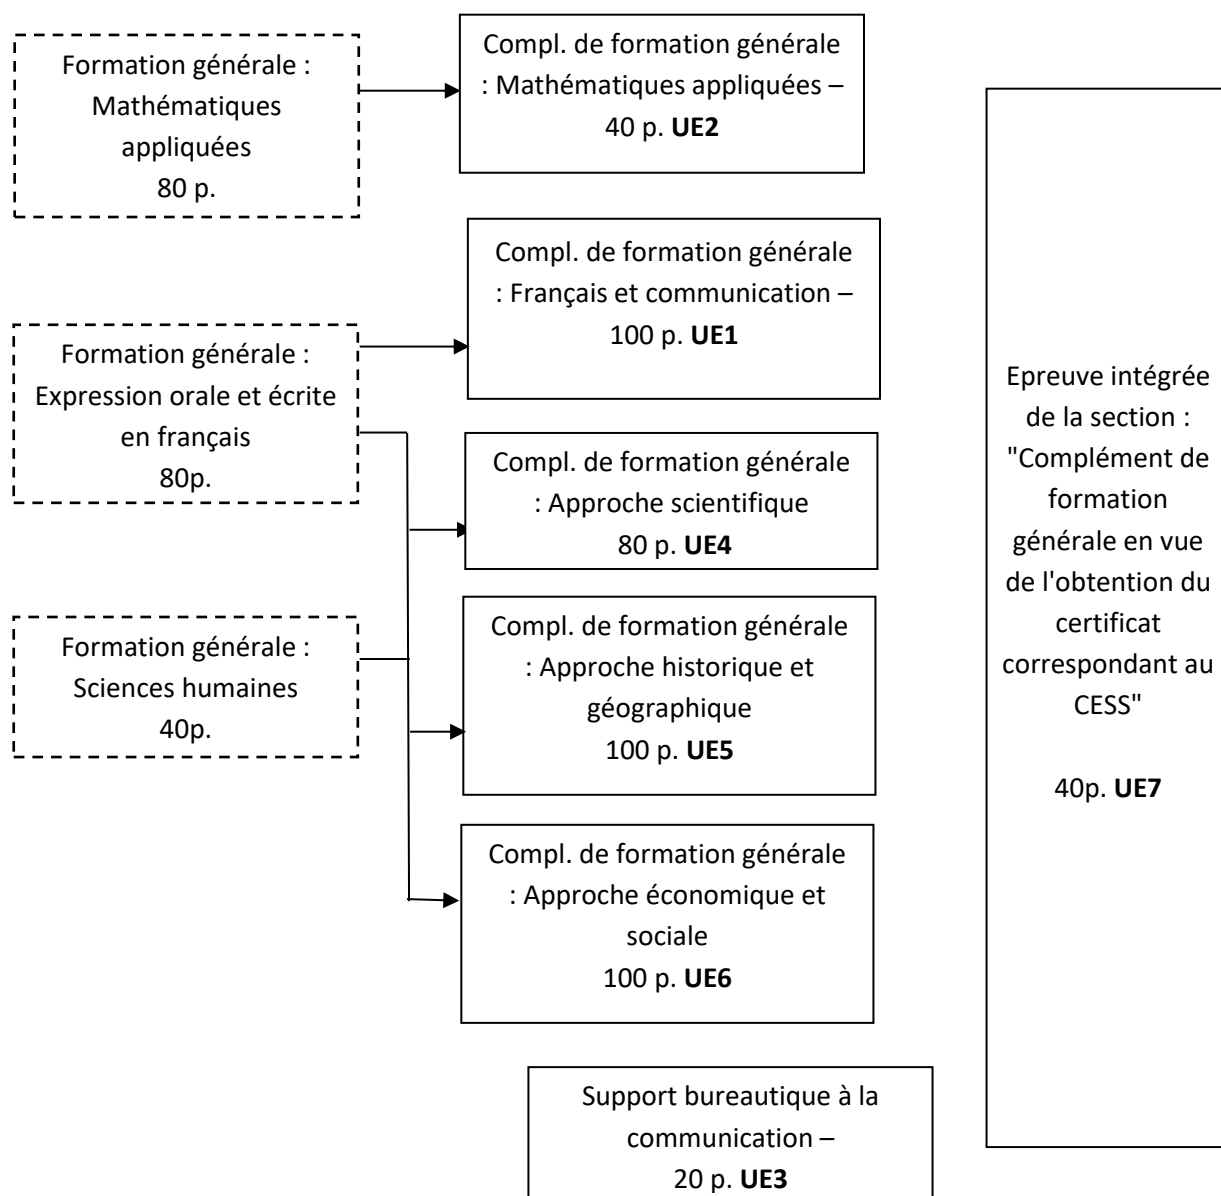 Formation générale :
Mathématiques
appliquées
80 p.
Compl. de formation générale
: Mathématiques appliquées –
40 p. UE2
Compl. de formation générale
: Français et communication –
100 p. UE1
Formation générale :
Expression orale et écrite
en français
80p.
Compl. de formation générale
: Approche scientifique
80 p. UE4
Formation générale :
Sciences humaines
40p.
Compl. de formation générale
: Approche historique et
géographique
100 p. UE5
Compl. de formation générale
: Approche économique et
sociale
100 p. UE6
Support bureautique à la
communication –
20 p. UE3
Epreuve intégrée
de la section :
"Complément de
formation
générale en vue
de l'obtention du
certificat
correspondant au
CESS"
40p. UE7